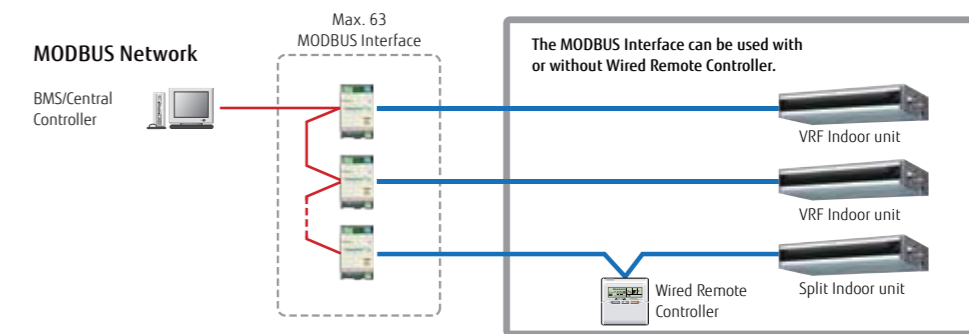 MODBUS Network
BMS/Central
Controller
Max. 63
MODBUS Interface
The MODBUS Interface can be used with
or without Wired Remote Controller.
VRF Indoor unit
VRF Indoor unit
Split Indoor unit
Wired Remote
Controller